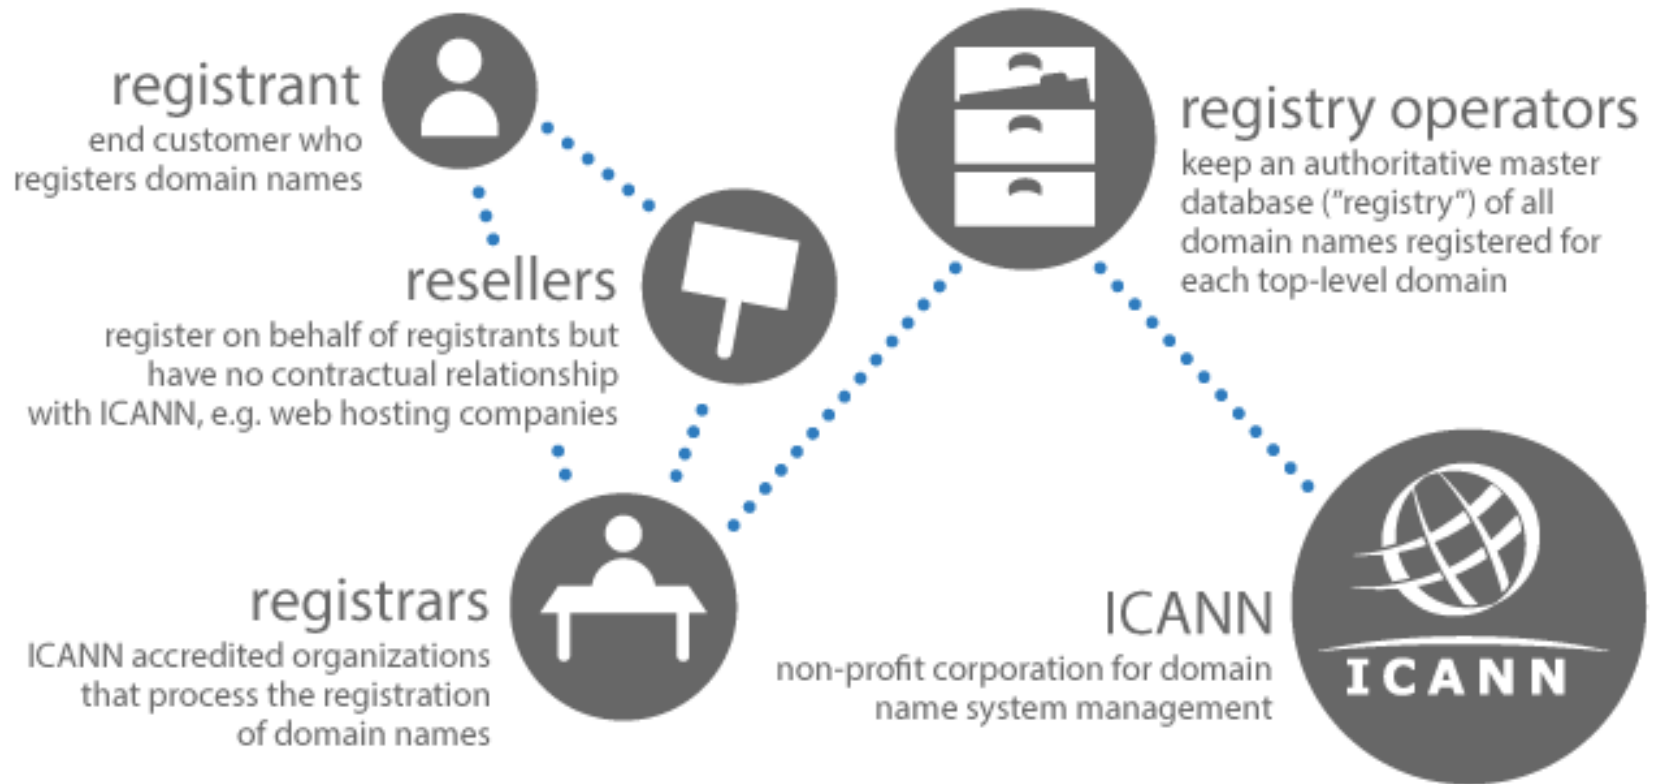 registrant
end customer who
registers domain names
resellers
register on behalf of registrants but
have no contractual relationship
with ICANN, e.g. web hosting companies
registrars
ICANN accredited organizations
that process the registration
of domain names
registry operators
keep an authoritative master
database ("registry") of all
domain names registered for
each top-level domain
ICANN
non-profit corporation for domain
name system management
ICANN